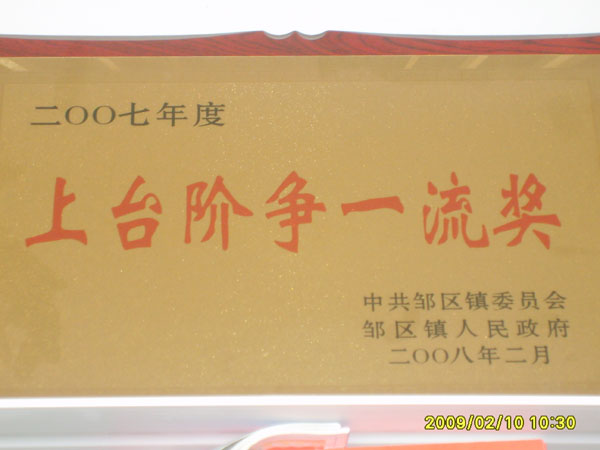 二〇〇七年度
上台阶争一流奖
中共邹区镇委员会
邹区镇人民政府
二〇〇八年二月
2009/02/10 10:30